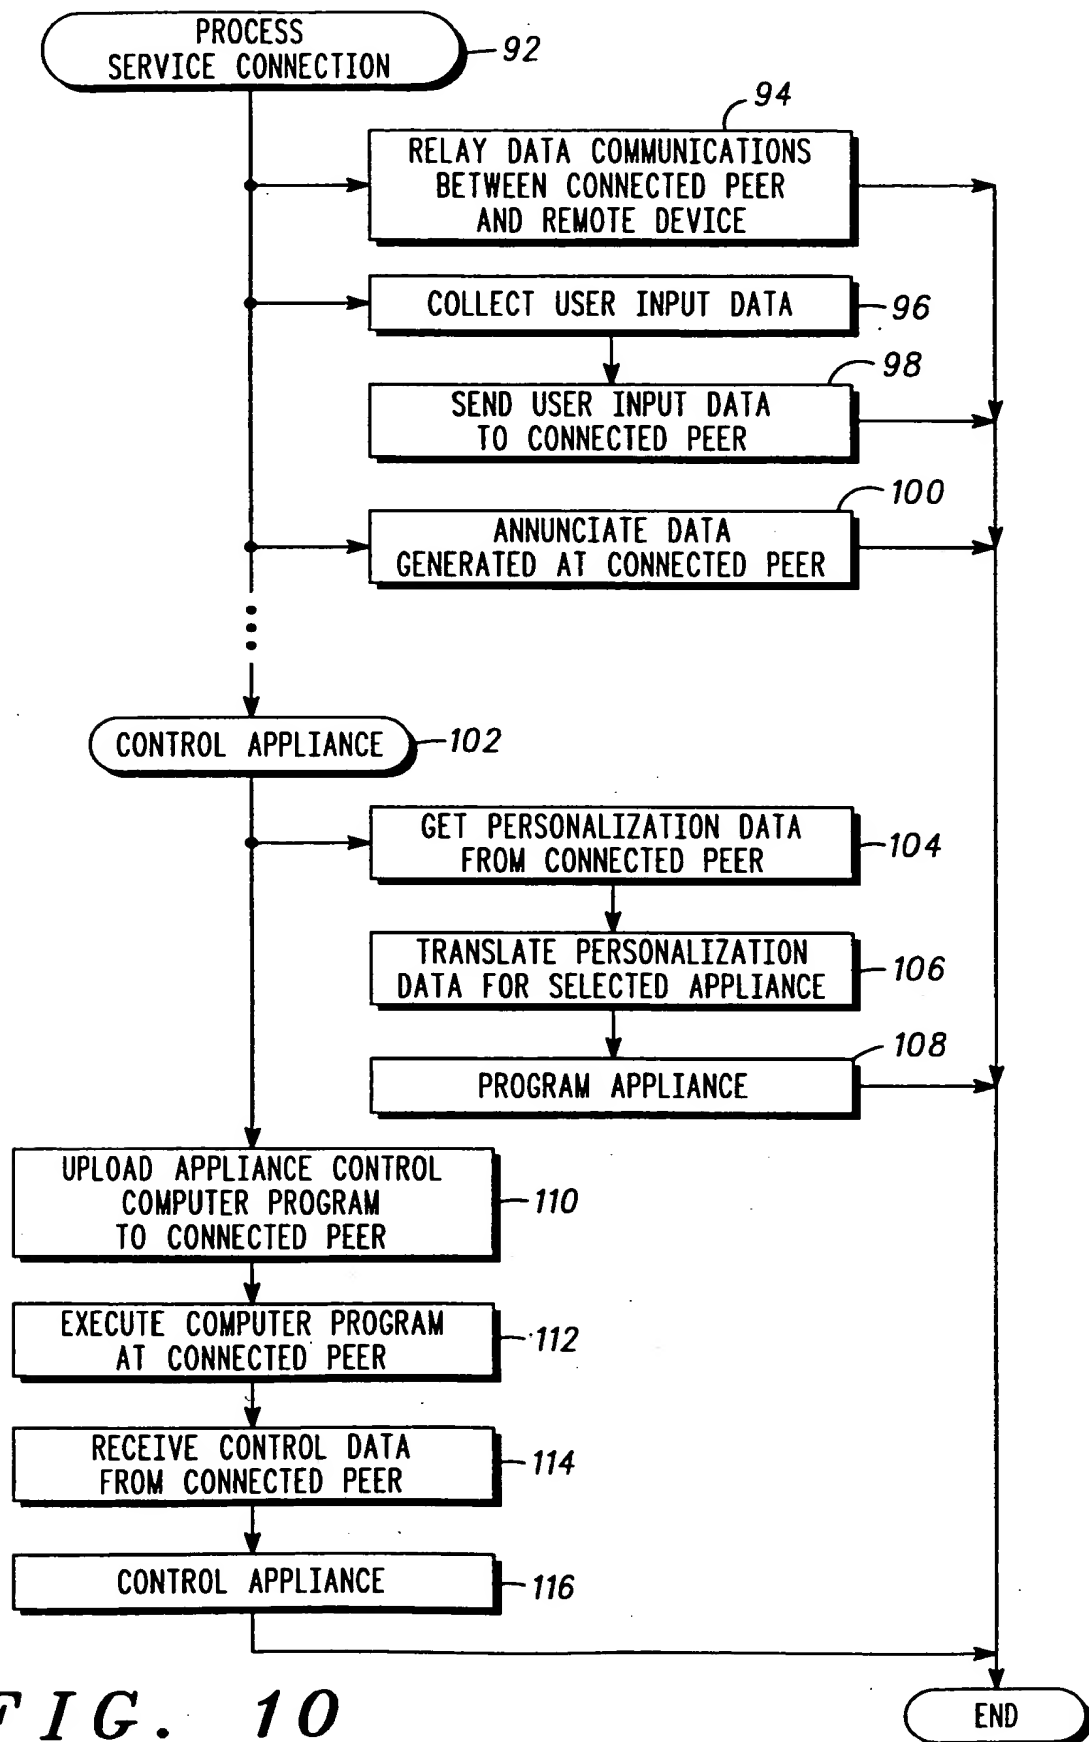 PROCESS
SERVICE CONNECTION
92
94
RELAY DATA COMMUNICATIONS
BETWEEN CONNECTED PEER
AND REMOTE DEVICE
COLLECT USER INPUT DATA
96
98
SEND USER INPUT DATA
TO CONNECTED PEER
100
ANNUNCIATE DATA
GENERATED AT CONNECTED PEER
CONTROL APPLIANCE
102
GET PERSONALIZATION DATA
FROM CONNECTED PEER
104
TRANSLATE PERSONALIZATION
DATA FOR SELECTED APPLIANCE
106
108
PROGRAM APPLIANCE
UPLOAD APPLIANCE CONTROL
COMPUTER PROGRAM
TO CONNECTED PEER
110
EXECUTE COMPUTER PROGRAM
AT CONNECTED PEER
112
RECEIVE CONTROL DATA
FROM CONNECTED PEER
114
CONTROL APPLIANCE
116
END
FIG. 10